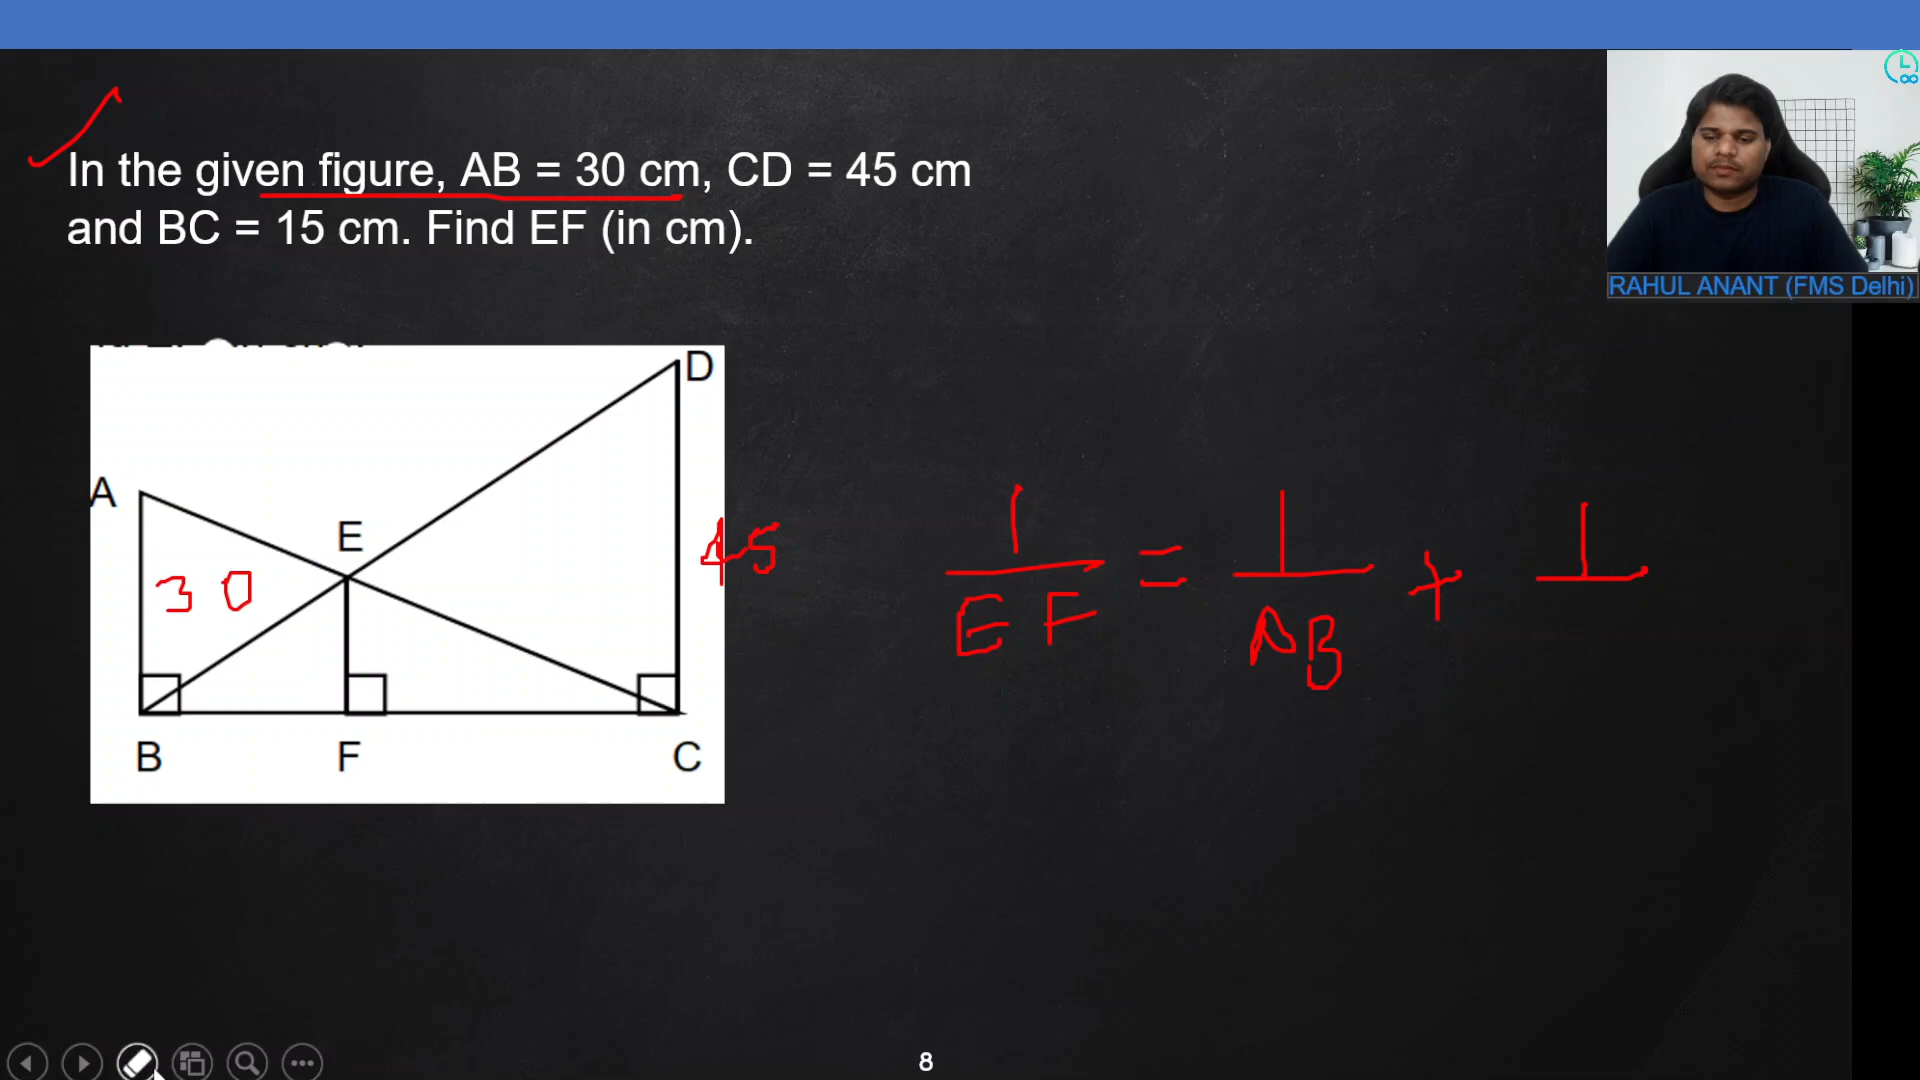 In the given figure, AB = 30 cm, CD = 45 cm
and BC = 15 cm. Find EF (in cm).
RAHUL ANANT (FMS Delhi)
D
A
E
30
45
B
F
C
1/EF = 1/AB + 1/
8